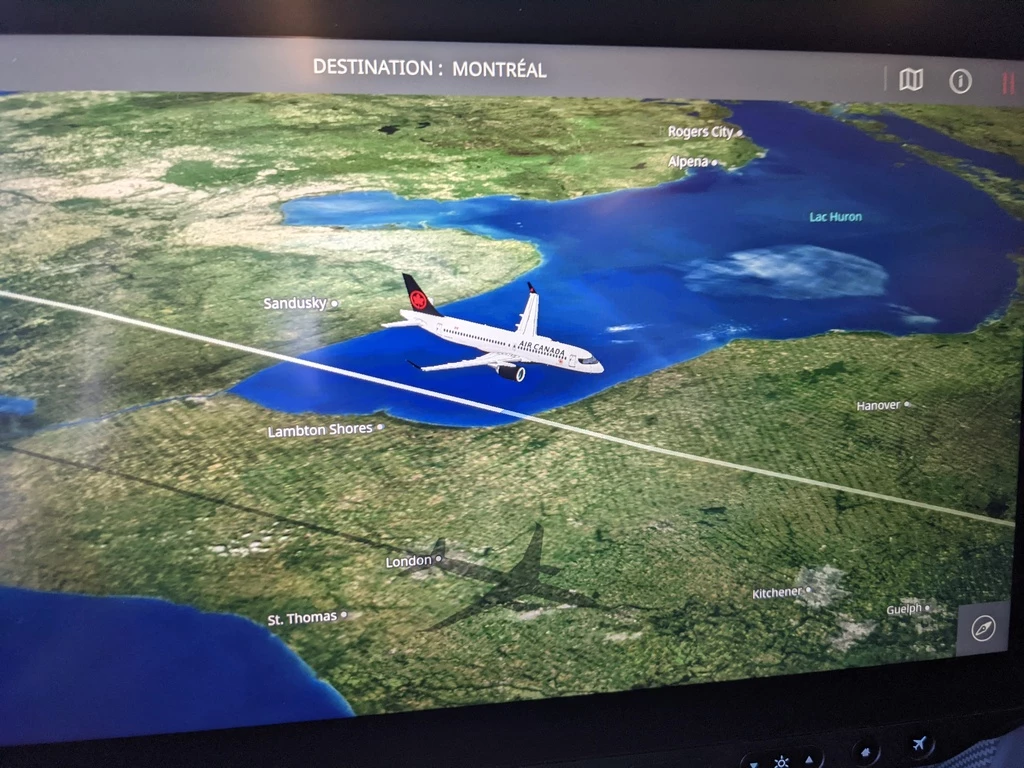 DESTINATION : MONTRÉAL
Rogers City
Alpena
Lac Huron
Sandusky
AIR CANADA
Hanover
Lambton Shores
London
Kitchener
Guelph
St. Thomas